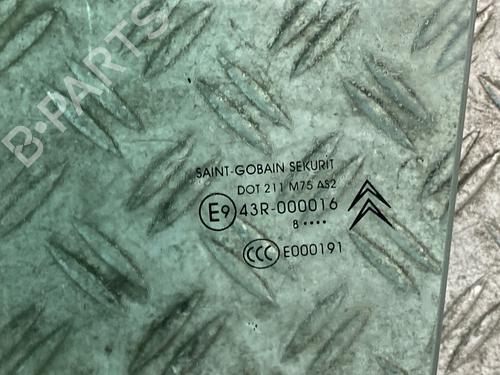 B·PARTS
SAINT-GOBAIN SEKURIT
DOT 211 M75 AS2
E9 43R-000016
8 ••••
CCC E000191